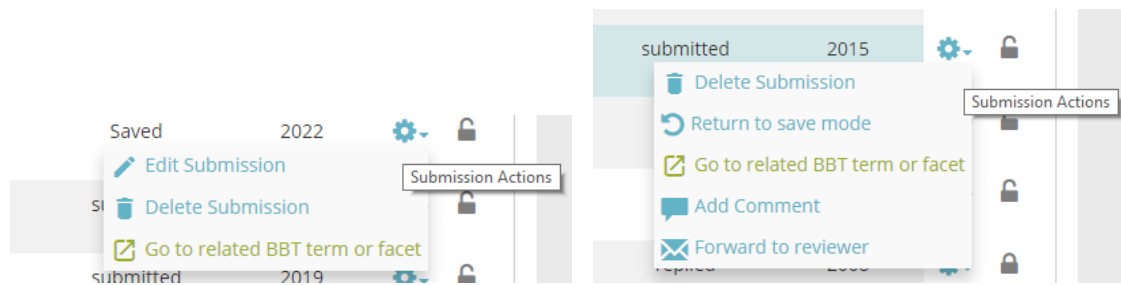 Saved 2022
Edit Submission
Submission Actions
Delete Submission
Go to related BBT term or facet
submitted 2019
submitted 2015
Delete Submission
Submission Actions
Return to save mode
Go to related BBT term or facet
Add Comment
Forward to reviewer
replied